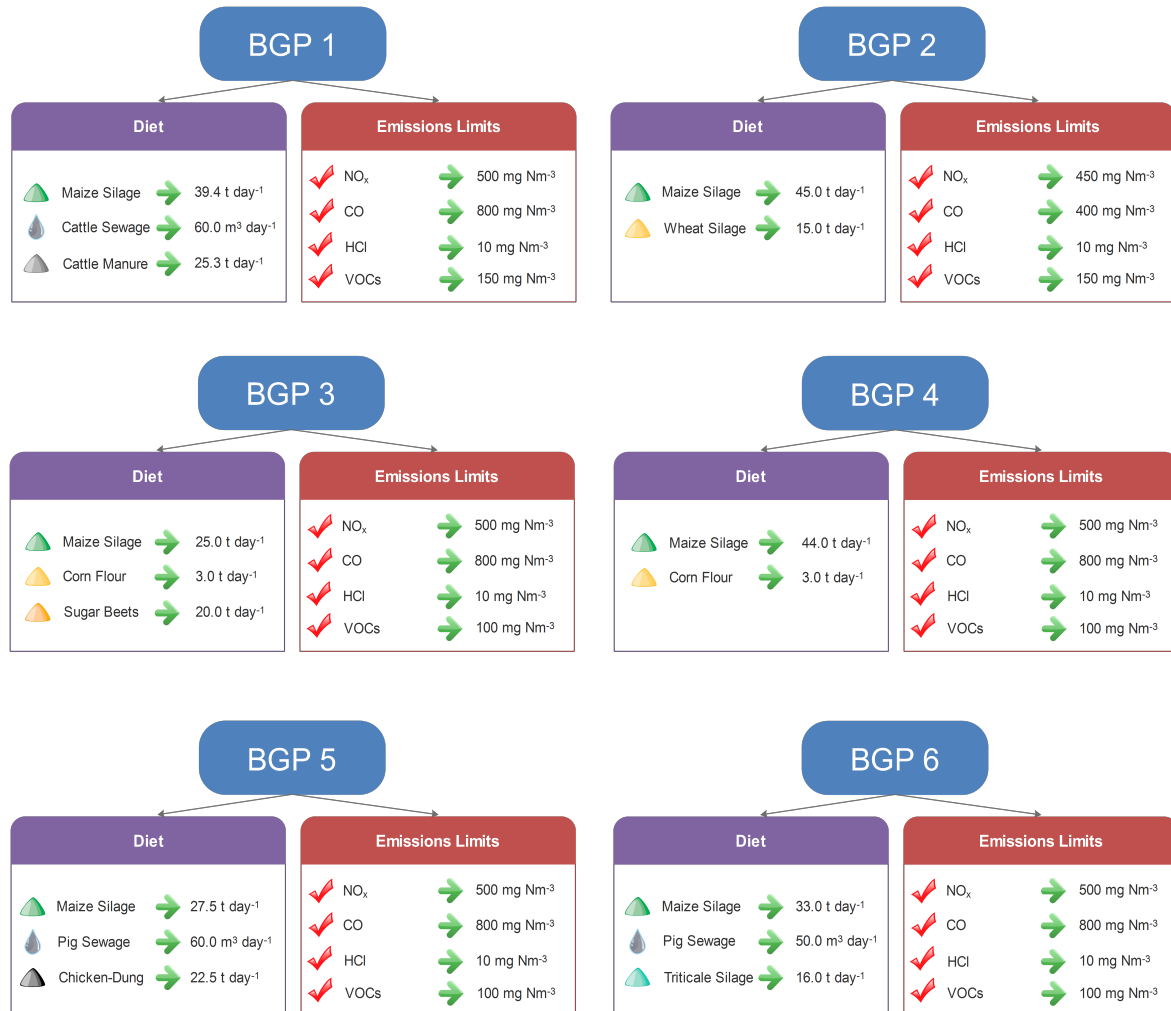 BGP 1
BGP 2
Diet
Emissions Limits
Diet
Emissions Limits
Maize Silage 39.4 t day⁻¹
Cattle Sewage 60.0 m³ day⁻¹
Cattle Manure 25.3 t day⁻¹
NOₓ 500 mg Nm⁻³
CO 800 mg Nm⁻³
HCl 10 mg Nm⁻³
VOCs 150 mg Nm⁻³
Maize Silage 45.0 t day⁻¹
Wheat Silage 15.0 t day⁻¹
NOₓ 450 mg Nm⁻³
CO 400 mg Nm⁻³
HCl 10 mg Nm⁻³
VOCs 150 mg Nm⁻³
BGP 3
BGP 4
Diet
Emissions Limits
Diet
Emissions Limits
Maize Silage 25.0 t day⁻¹
Corn Flour 3.0 t day⁻¹
Sugar Beets 20.0 t day⁻¹
NOₓ 500 mg Nm⁻³
CO 800 mg Nm⁻³
HCl 10 mg Nm⁻³
VOCs 100 mg Nm⁻³
Maize Silage 44.0 t day⁻¹
Corn Flour 3.0 t day⁻¹
NOₓ 500 mg Nm⁻³
CO 800 mg Nm⁻³
HCl 10 mg Nm⁻³
VOCs 100 mg Nm⁻³
BGP 5
BGP 6
Diet
Emissions Limits
Diet
Emissions Limits
Maize Silage 27.5 t day⁻¹
Pig Sewage 60.0 m³ day⁻¹
Chicken-Dung 22.5 t day⁻¹
NOₓ 500 mg Nm⁻³
CO 800 mg Nm⁻³
HCl 10 mg Nm⁻³
VOCs 100 mg Nm⁻³
Maize Silage 33.0 t day⁻¹
Pig Sewage 50.0 m³ day⁻¹
Triticale Silage 16.0 t day⁻¹
NOₓ 500 mg Nm⁻³
CO 800 mg Nm⁻³
HCl 10 mg Nm⁻³
VOCs 100 mg Nm⁻³